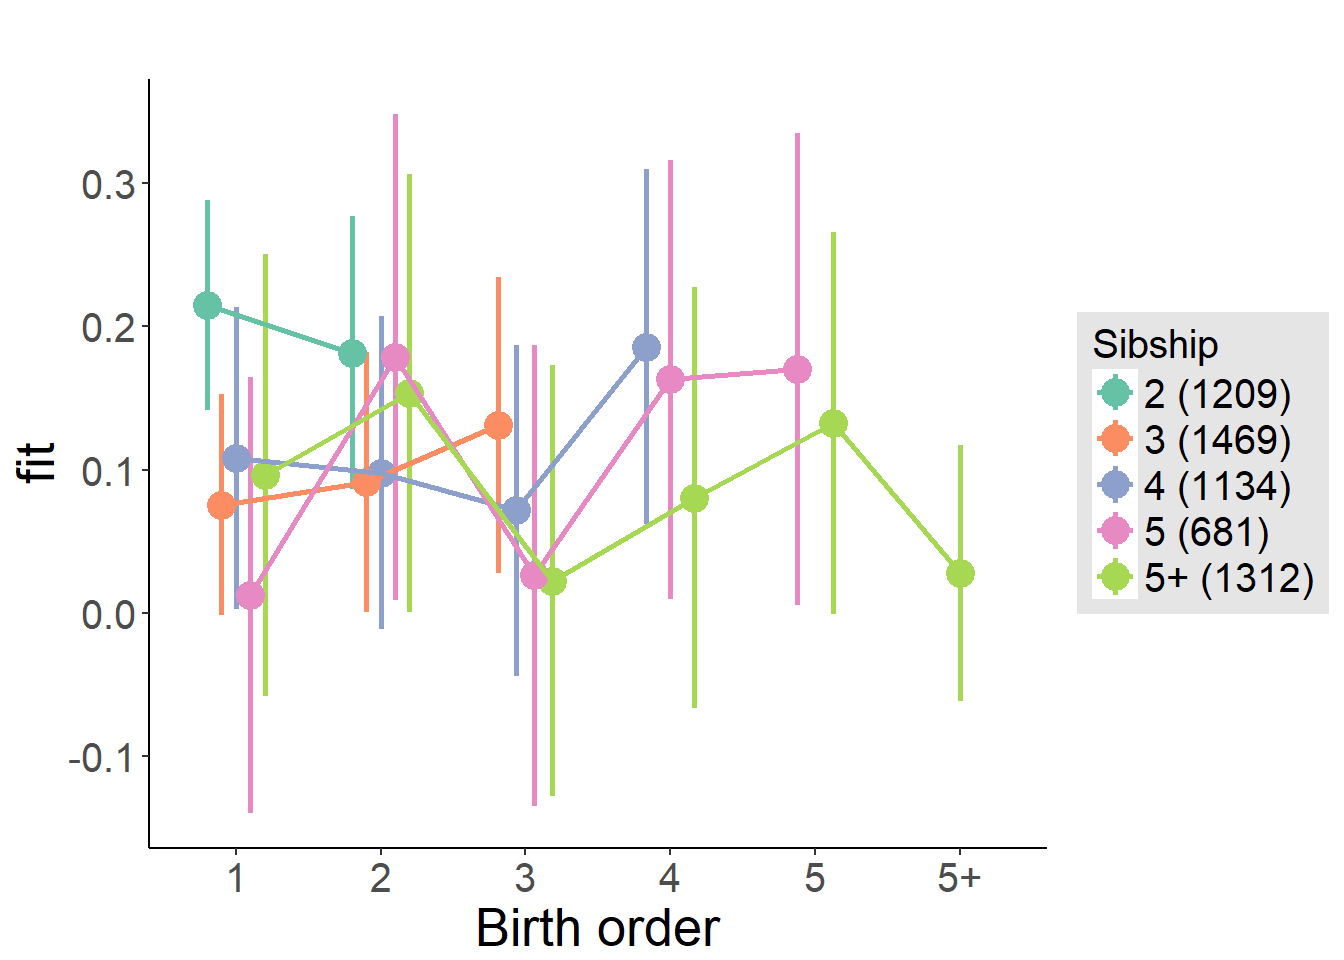 0.3
0.2
0.1
0.0
-0.1
fit
1 2 3 4 5 5+
Birth order
Sibship
2 (1209)
3 (1469)
4 (1134)
5 (681)
5+ (1312)